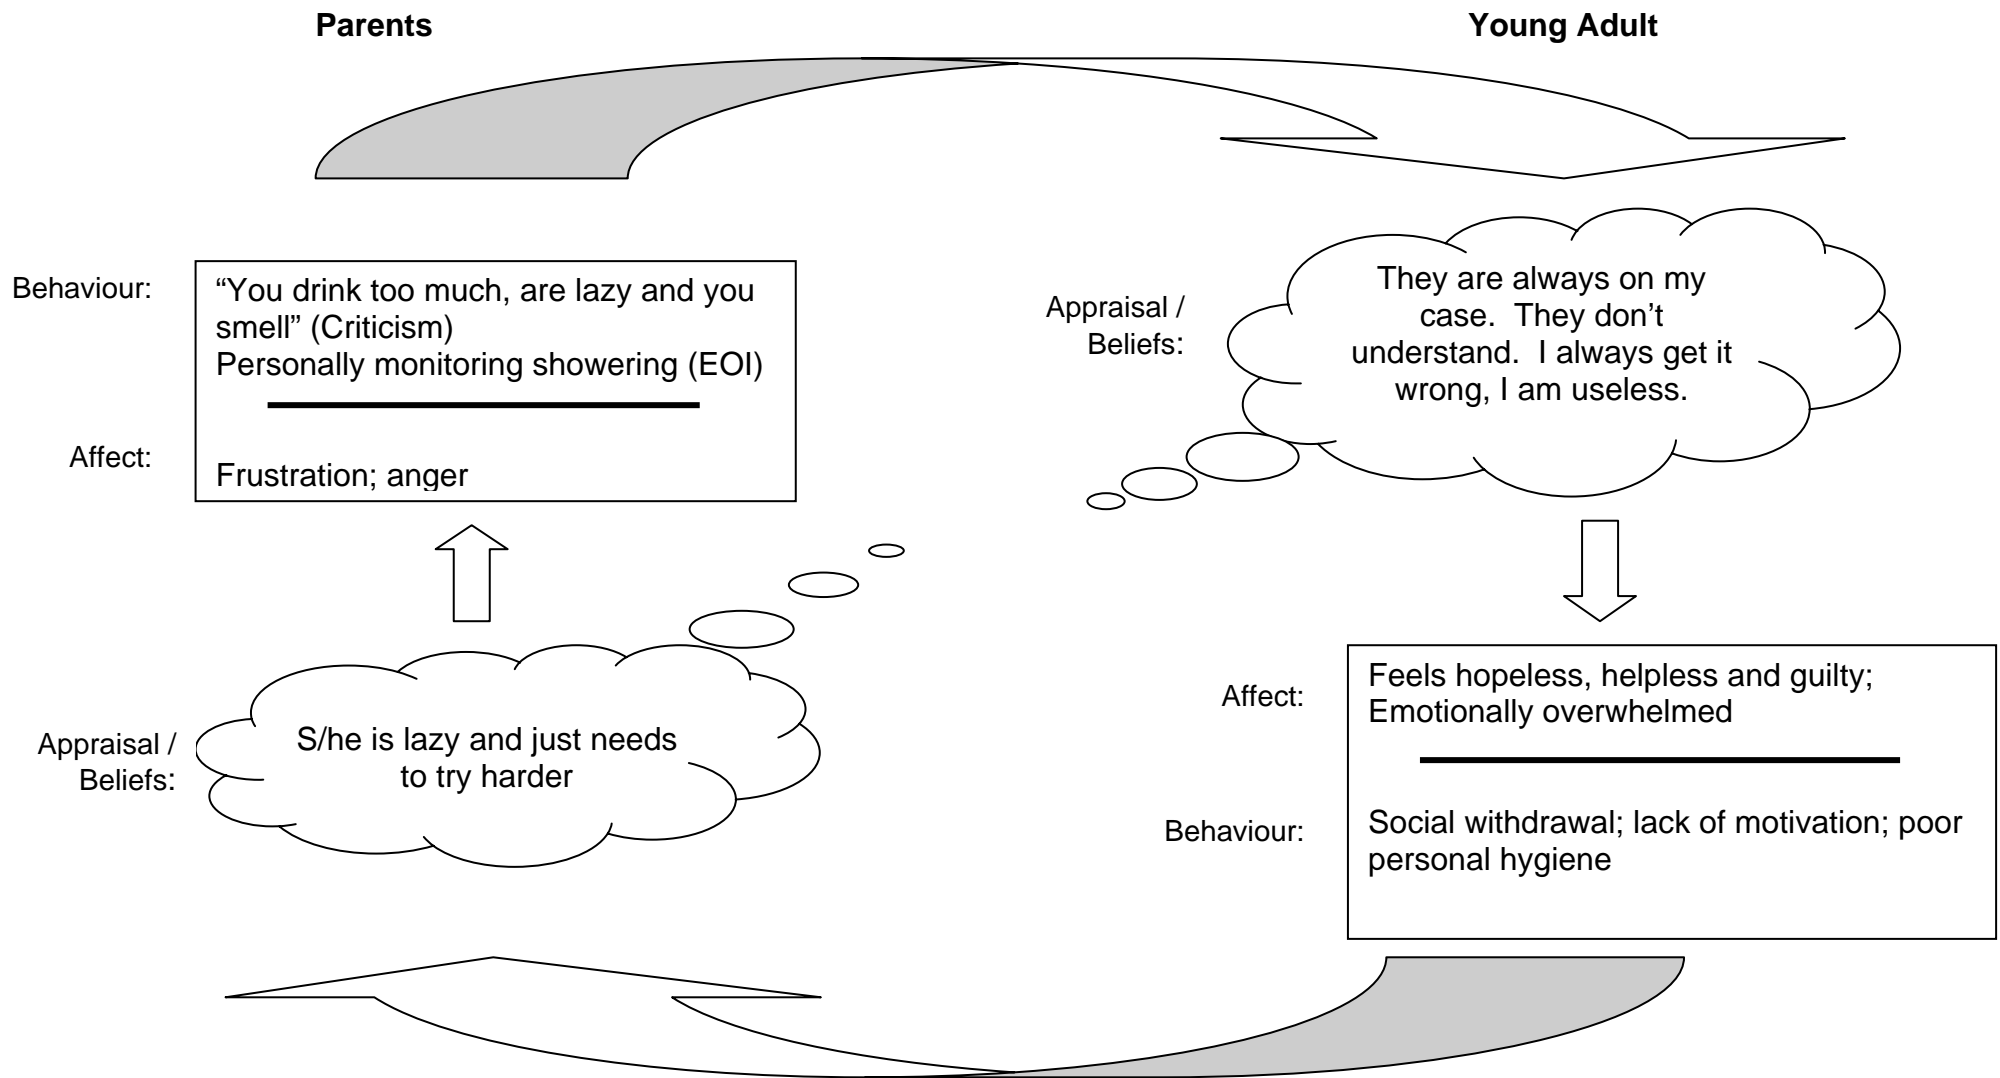 Parents
Young Adult
Behaviour:
“You drink too much, are lazy and you
smell” (Criticism)
Personally monitoring showering (EOI)
Affect:
Frustration; anger
Appraisal /
Beliefs:
They are always on my
case.  They don’t
understand.  I always get it
wrong, I am useless.
Appraisal /
Beliefs:
S/he is lazy and just needs
to try harder
Affect:
Feels hopeless, helpless and guilty;
Emotionally overwhelmed
Behaviour:
Social withdrawal; lack of motivation; poor
personal hygiene